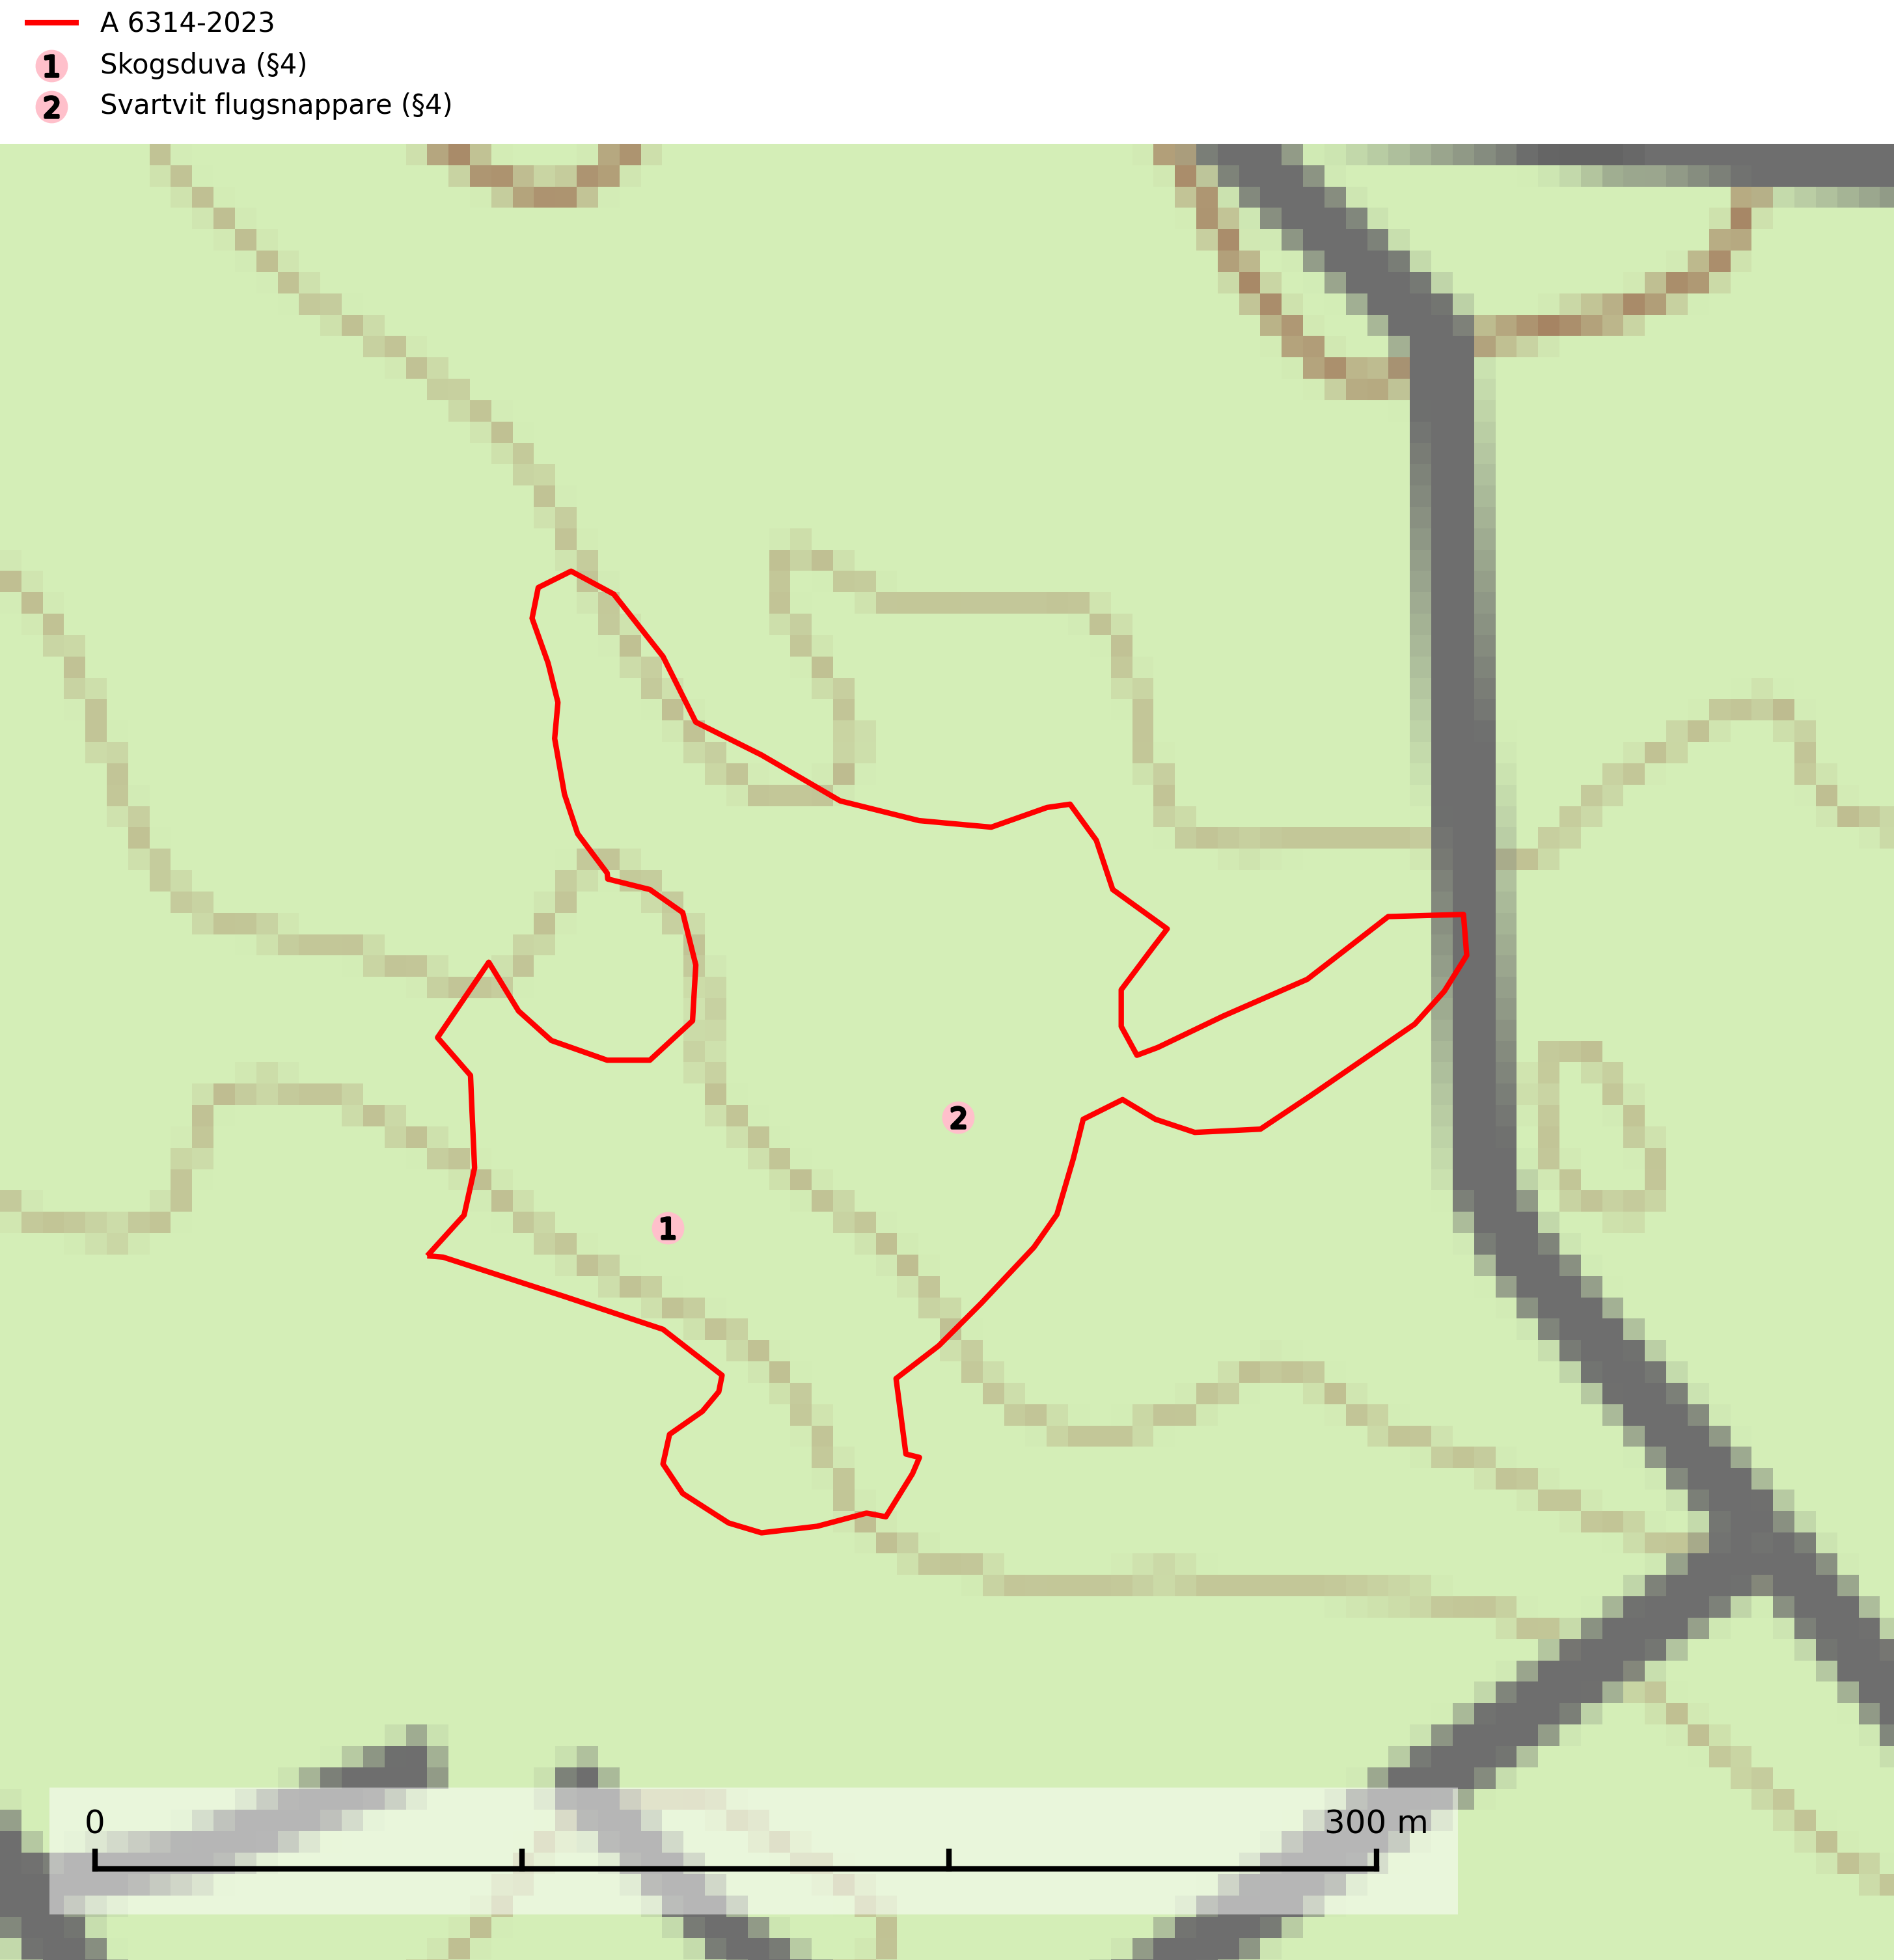 A 6314-2023
1 Skogsduva (§4)
2 Svartvit flugsnappare (§4)
2
1
0 300 m